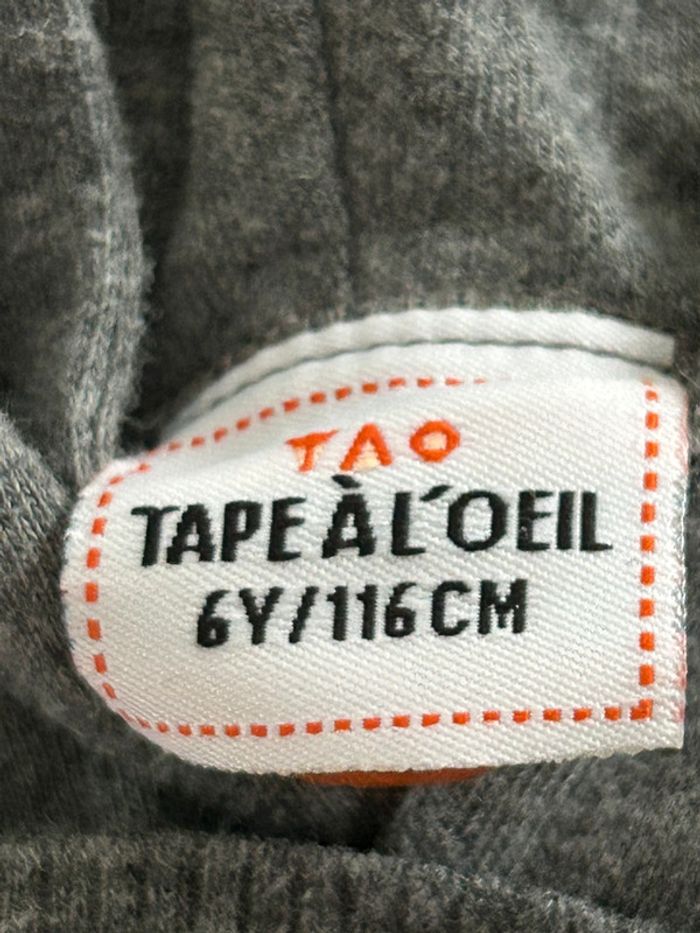 TAO
TAPE À L'OEIL
6Y/116CM